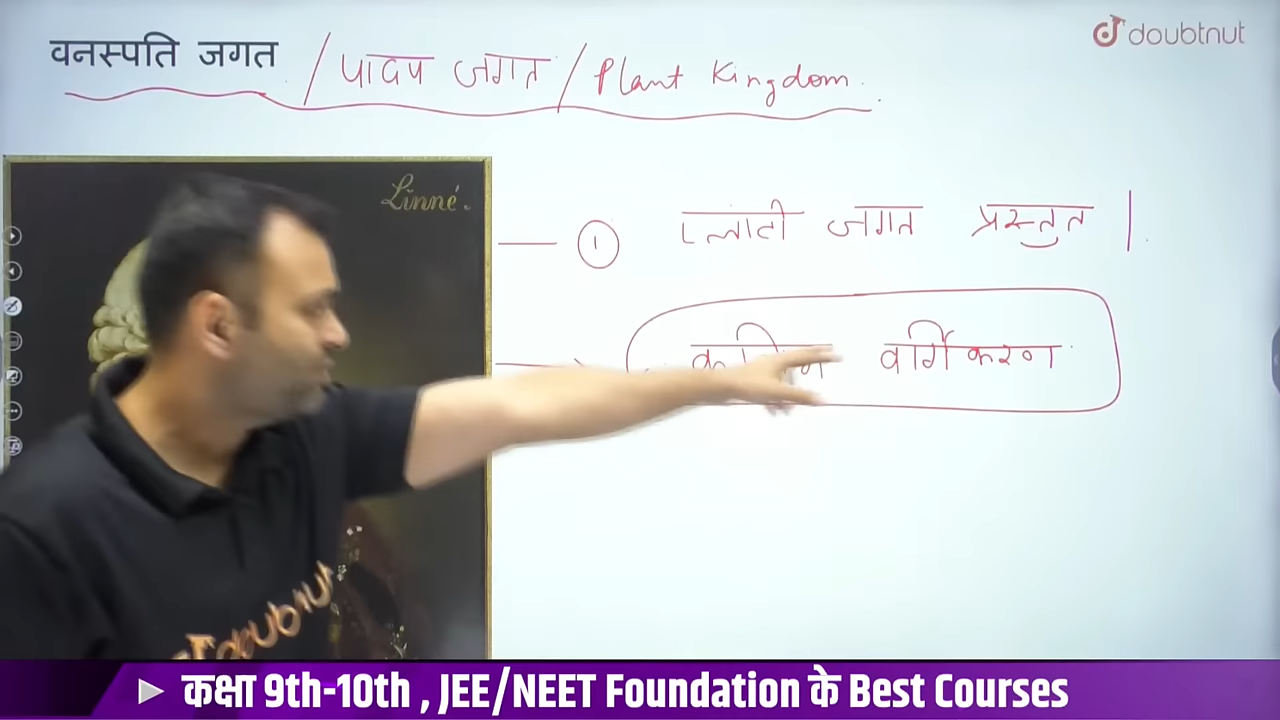 doubtnut
वनस्पति जगत / पादप जगत / Plant Kingdom.
Linné.
1 प्लांटी जगत प्रस्तुत |
वर्गिकरण
doubtnut
कक्षा 9th-10th , JEE/NEET Foundation के Best Courses